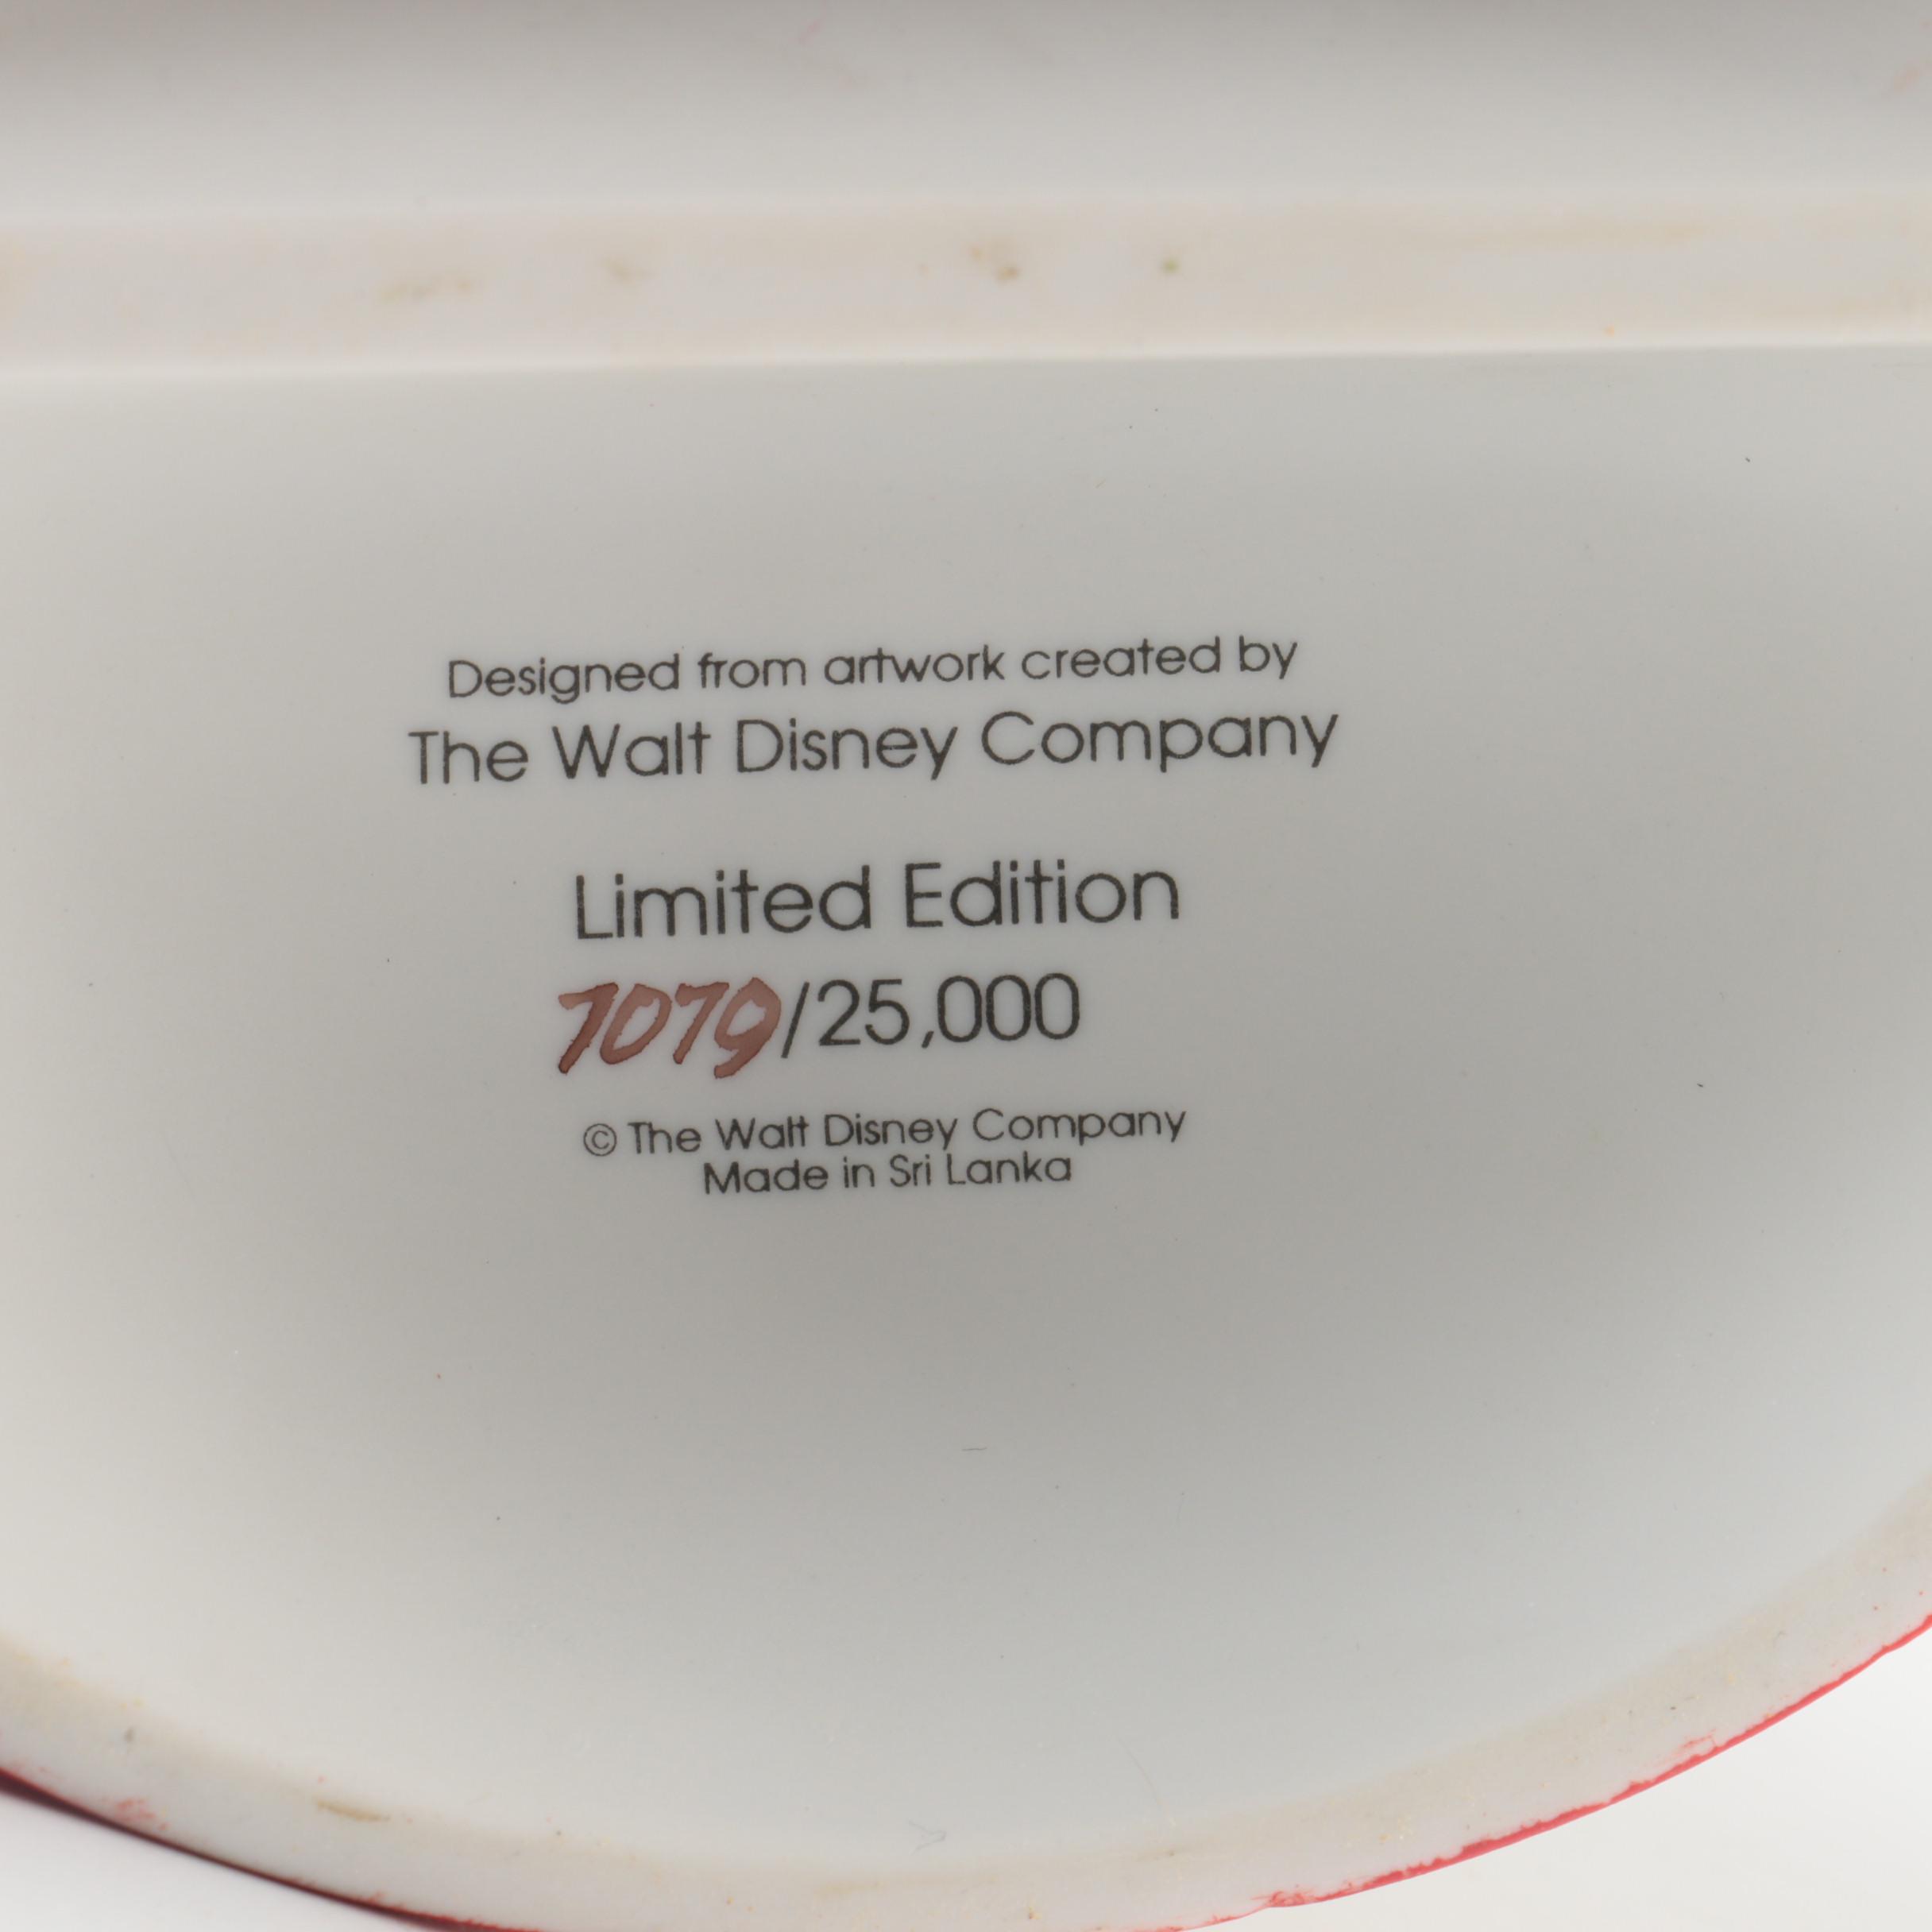 Designed from artwork created by
The Walt Disney Company
Limited Edition
7079/25,000
© The Walt Disney Company
Made in Sri Lanka